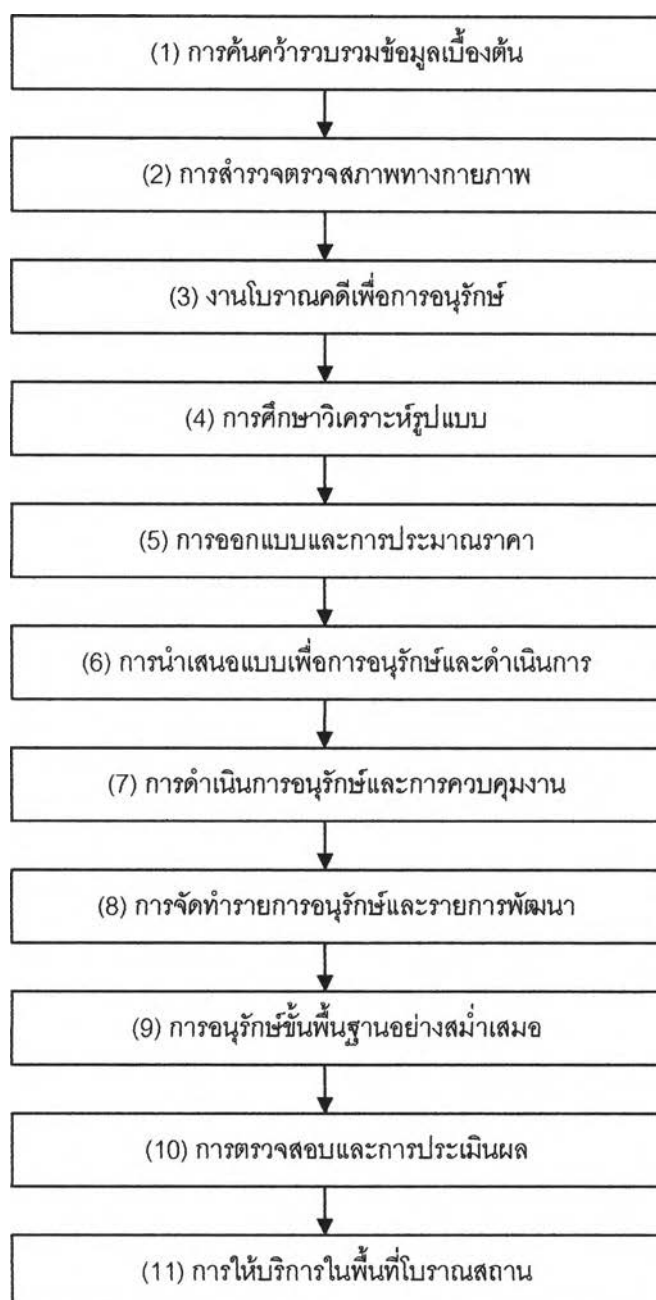 (1) การค้นคว้ารวบรวมข้อมูลเบื้องต้น
(2) การสำรวจตรวจสภาพทางกายภาพ
(3) งานโบราณคดีเพื่อการอนุรักษ์
(4) การศึกษาวิเคราะห์รูปแบบ
(5) การออกแบบและการประมาณราคา
(6) การนำเสนอแบบเพื่อการอนุรักษ์และดำเนินการ
(7) การดำเนินการอนุรักษ์และการควบคุมงาน
(8) การจัดทำรายการอนุรักษ์และรายการพัฒนา
(9) การอนุรักษ์ขั้นพื้นฐานอย่างสม่ำเสมอ
(10) การตรวจสอบและการประเมินผล
(11) การให้บริการในพื้นที่โบราณสถาน